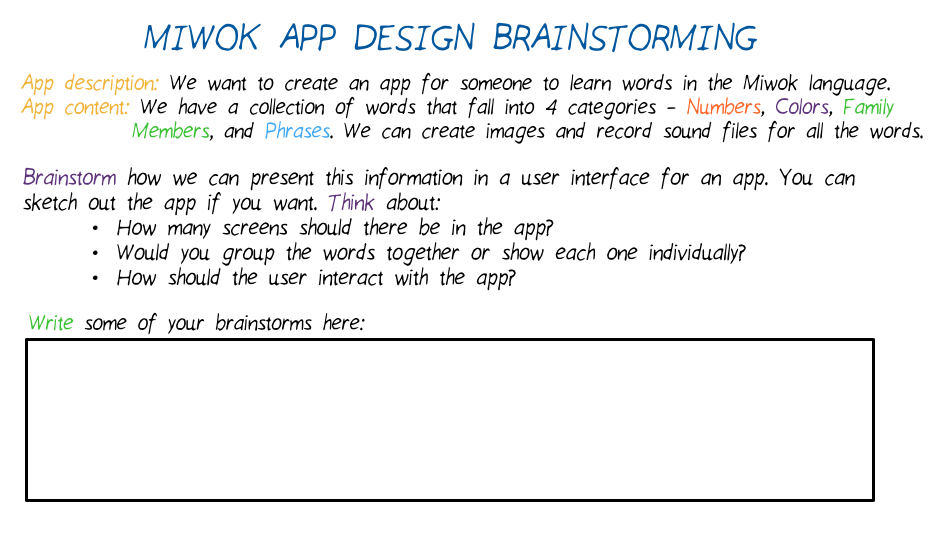 MIWOK APP DESIGN BRAINSTORMING
App description: We want to create an app for someone to learn words in the Miwok language.
App content: We have a collection of words that fall into 4 categories - Numbers, Colors, Family
Members, and Phrases. We can create images and record sound files for all the words.
Brainstorm how we can present this information in a user interface for an app. You can
sketch out the app if you want. Think about:
• How many screens should there be in the app?
• Would you group the words together or show each one individually?
• How should the user interact with the app?
Write some of your brainstorms here: